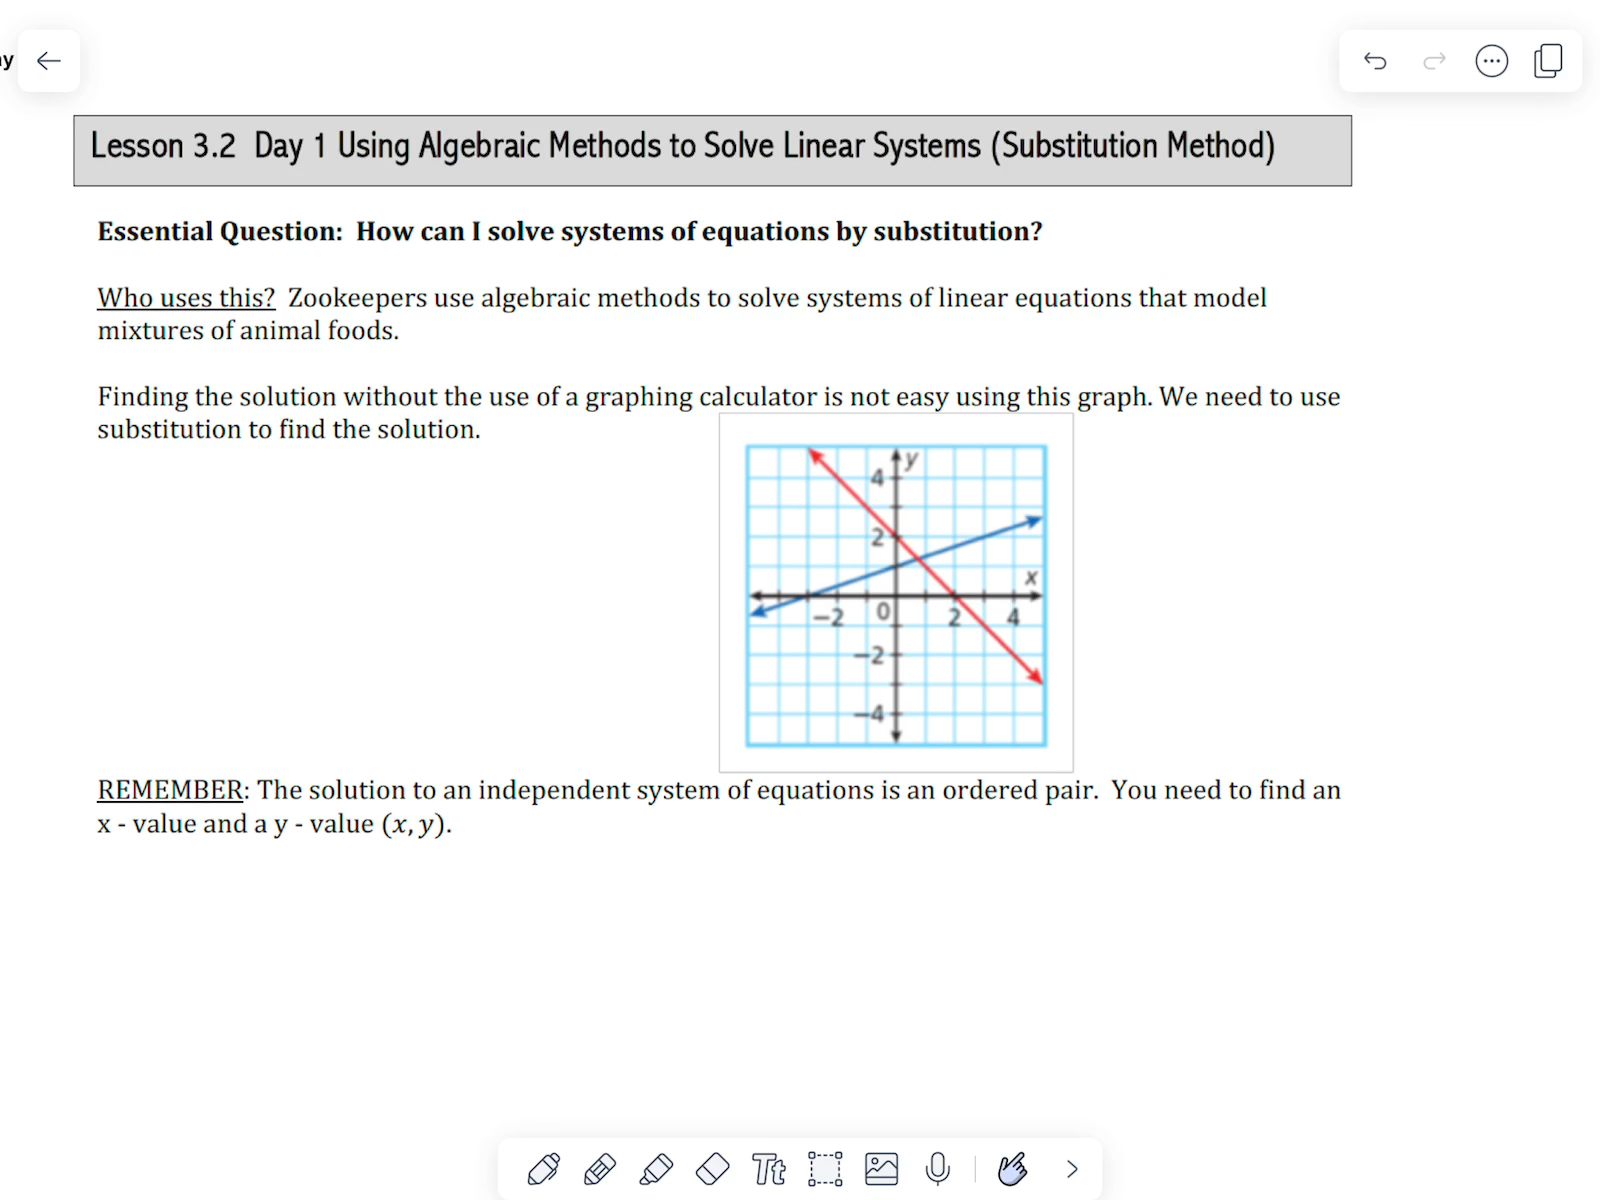 ay
Lesson 3.2 Day 1 Using Algebraic Methods to Solve Linear Systems (Substitution Method)
Essential Question: How can I solve systems of equations by substitution?
Who uses this? Zookeepers use algebraic methods to solve systems of linear equations that model
mixtures of animal foods.
Finding the solution without the use of a graphing calculator is not easy using this graph. We need to use
substitution to find the solution.
y
4
2
x
-2 0 2 4
-2
-4
REMEMBER: The solution to an independent system of equations is an ordered pair. You need to find an
x - value and a y - value (x, y).
Tt